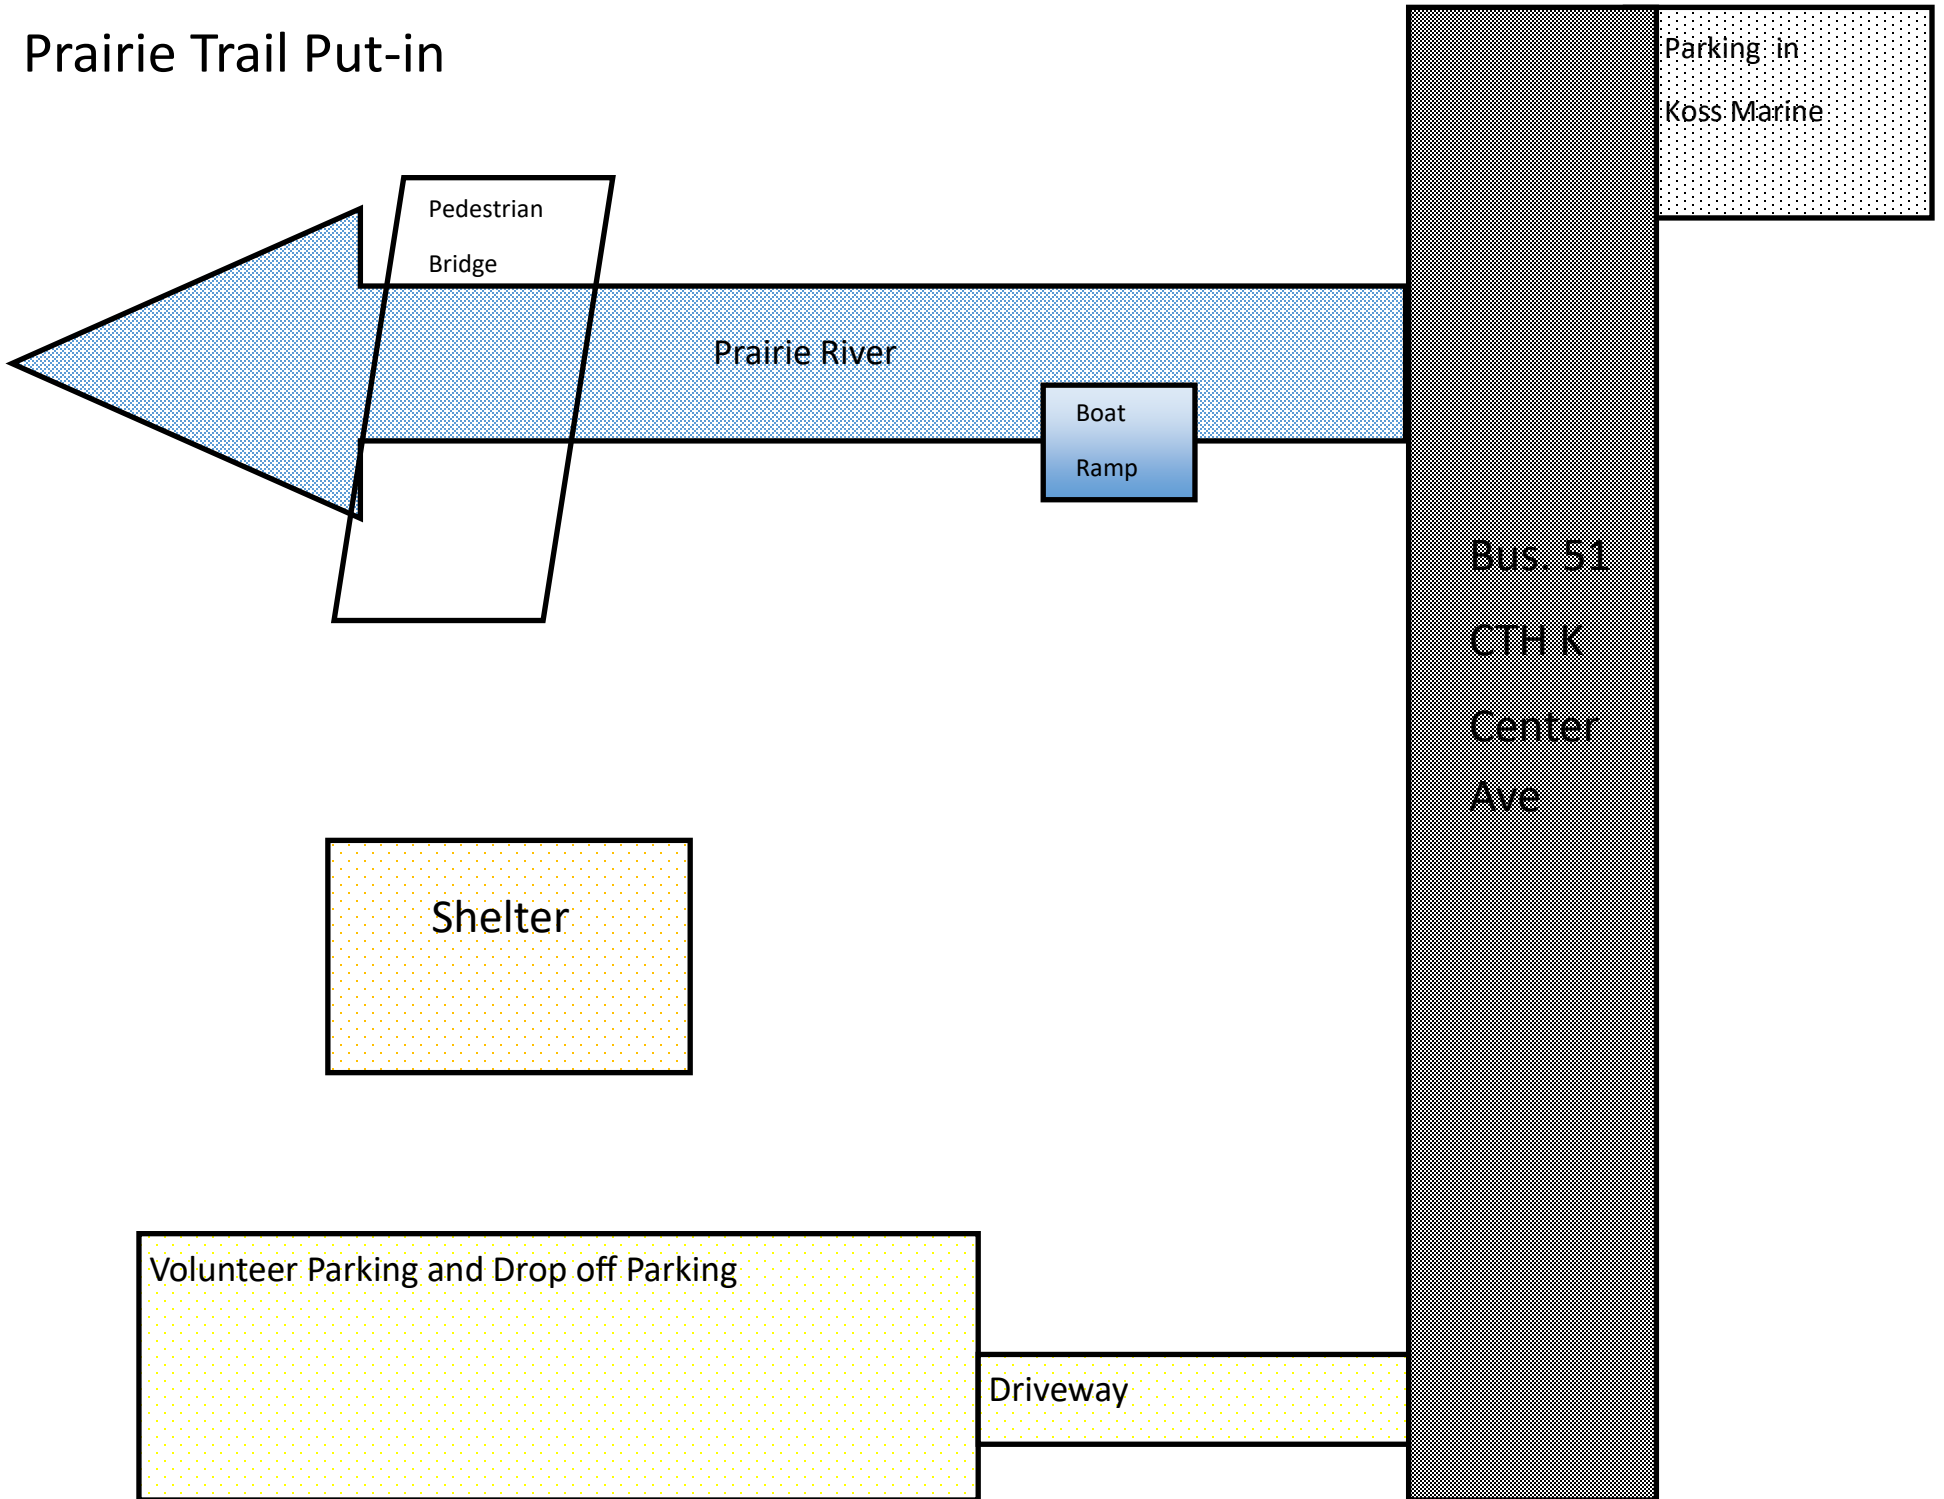 Prairie Trail Put-in
Parking in
Koss Marine
Pedestrian
Bridge
Prairie River
Boat
Ramp
Bus. 51
CTH K
Center
Ave
Shelter
Volunteer Parking and Drop off Parking
Driveway